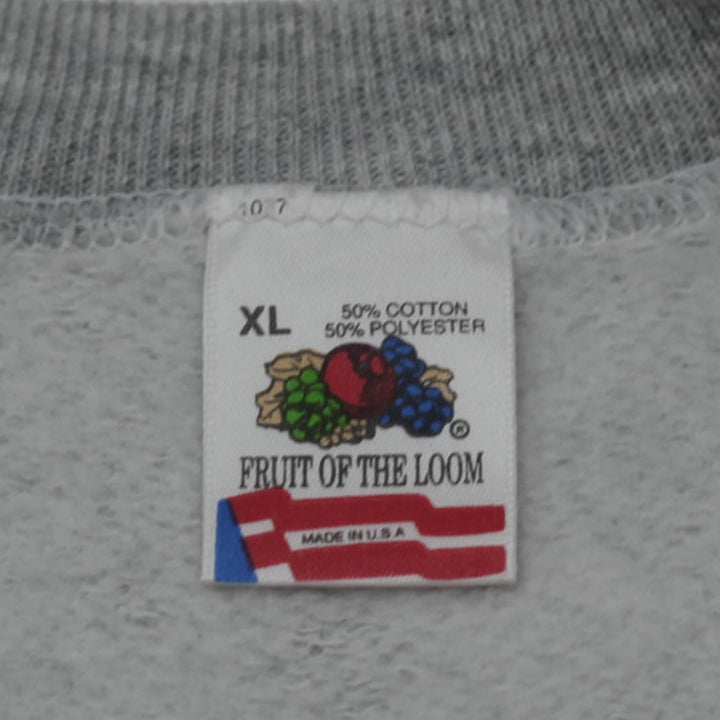 10 7
XL
50% COTTON
50% POLYESTER
®
FRUIT OF THE LOOM
MADE IN U.S.A